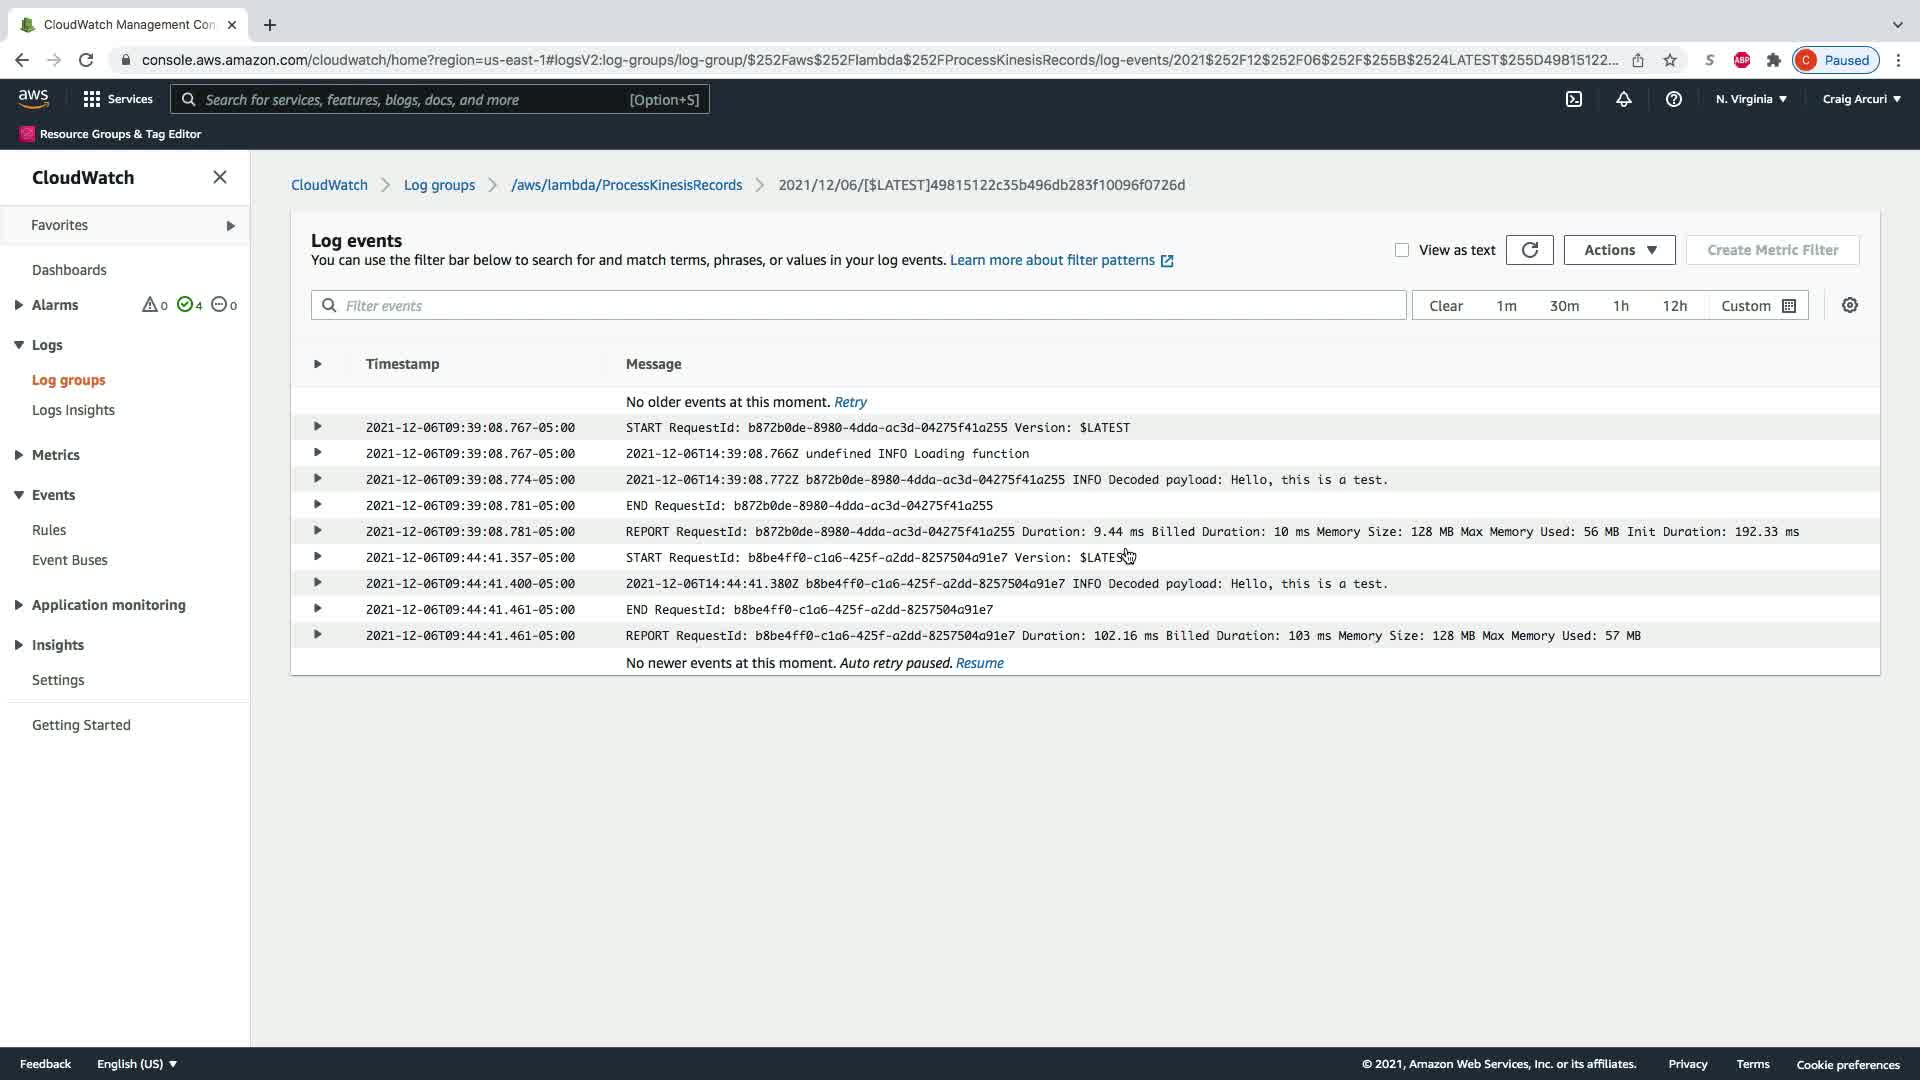 CloudWatch Management Con
console.aws.amazon.com/cloudwatch/home?region=us-east-1#logsV2:log-groups/log-group/$252Faws$252Flambda$252FProcessKinesisRecords/log-events/2021$252F12$252F06$252F$255B$2524LATEST$255D49815122...
S ABP C Paused
aws Services Search for services, features, blogs, docs, and more [Option+S] N. Virginia Craig Arcuri
Resource Groups & Tag Editor
CloudWatch
Favorites
Dashboards
Alarms 0 4 0
Logs
Log groups
Logs Insights
Metrics
Events
Rules
Event Buses
Application monitoring
Insights
Settings
Getting Started
CloudWatch Log groups /aws/lambda/ProcessKinesisRecords 2021/12/06/[$LATEST]49815122c35b496db283f10096f0726d
Log events
You can use the filter bar below to search for and match terms, phrases, or values in your log events. Learn more about filter patterns
View as text Actions Create Metric Filter
Filter events Clear 1m 30m 1h 12h Custom
Timestamp Message
No older events at this moment. Retry
2021-12-06T09:39:08.767-05:00 START RequestId: b872b0de-8980-4dda-ac3d-04275f41a255 Version: $LATEST
2021-12-06T09:39:08.767-05:00 2021-12-06T14:39:08.766Z undefined INFO Loading function
2021-12-06T09:39:08.774-05:00 2021-12-06T14:39:08.772Z b872b0de-8980-4dda-ac3d-04275f41a255 INFO Decoded payload: Hello, this is a test.
2021-12-06T09:39:08.781-05:00 END RequestId: b872b0de-8980-4dda-ac3d-04275f41a255
2021-12-06T09:39:08.781-05:00 REPORT RequestId: b872b0de-8980-4dda-ac3d-04275f41a255 Duration: 9.44 ms Billed Duration: 10 ms Memory Size: 128 MB Max Memory Used: 56 MB Init Duration: 192.33 ms
2021-12-06T09:44:41.357-05:00 START RequestId: b8be4ff0-c1a6-425f-a2dd-8257504a91e7 Version: $LATEST
2021-12-06T09:44:41.400-05:00 2021-12-06T14:44:41.380Z b8be4ff0-c1a6-425f-a2dd-8257504a91e7 INFO Decoded payload: Hello, this is a test.
2021-12-06T09:44:41.461-05:00 END RequestId: b8be4ff0-c1a6-425f-a2dd-8257504a91e7
2021-12-06T09:44:41.461-05:00 REPORT RequestId: b8be4ff0-c1a6-425f-a2dd-8257504a91e7 Duration: 102.16 ms Billed Duration: 103 ms Memory Size: 128 MB Max Memory Used: 57 MB
No newer events at this moment. Auto retry paused. Resume
Feedback English (US) © 2021, Amazon Web Services, Inc. or its affiliates. Privacy Terms Cookie preferences